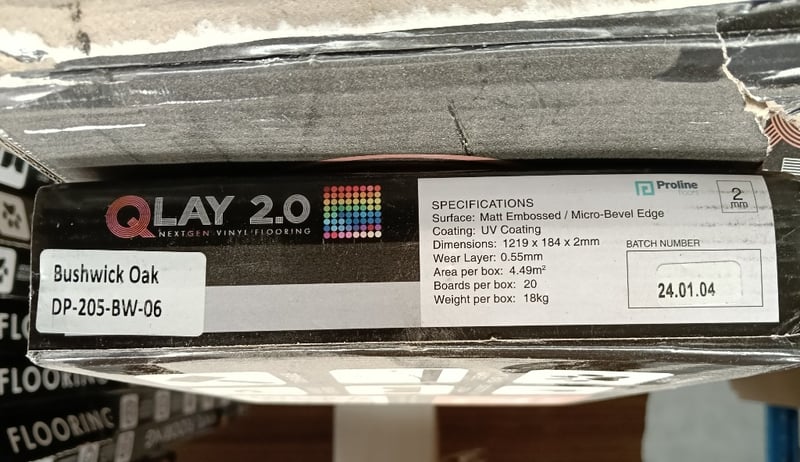 QLAY 2.0
NEXTGEN VINYL FLOORING
Bushwick Oak
DP-205-BW-06
SPECIFICATIONS
Surface: Matt Embossed / Micro-Bevel Edge
Coating: UV Coating
Dimensions: 1219 x 184 x 2mm
Wear Layer: 0.55mm
Area per box: 4.49m²
Boards per box: 20
Weight per box: 18kg
Proline
FLOORS
2
mm
BATCH NUMBER
24.01.04
FLOORING
FLOORING